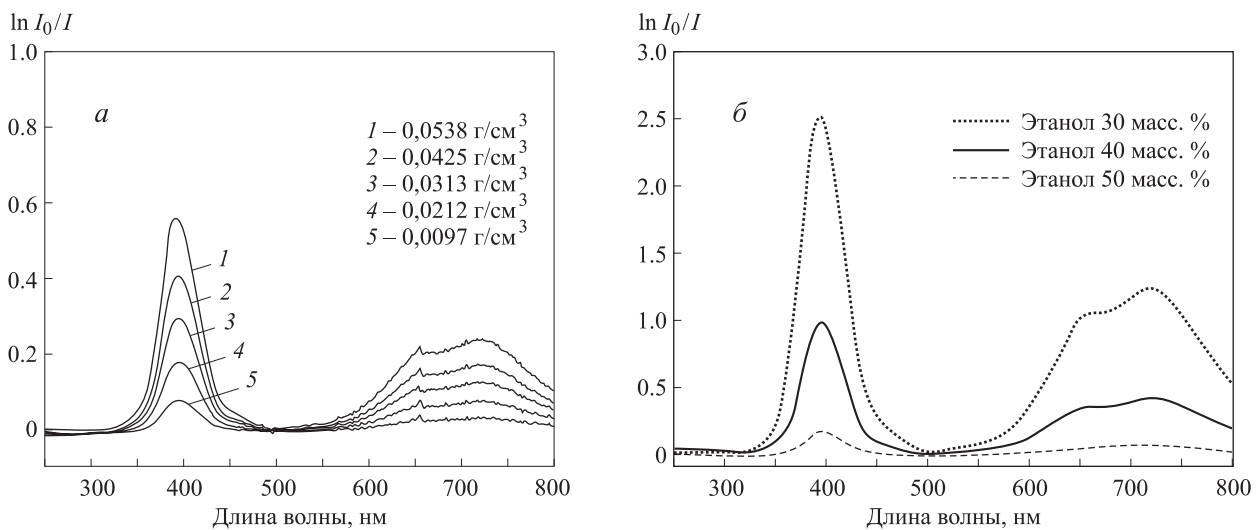 ln I₀/I
1.0
0.8
0.6
0.4
0.2
0
а
1 – 0,0538 г/см³
2 – 0,0425 г/см³
3 – 0,0313 г/см³
4 – 0,0212 г/см³
5 – 0,0097 г/см³
1
2
3
4
5
300 400 500 600 700 800
Длина волны, нм
ln I₀/I
3.0
2.5
2.0
1.5
1.0
0.5
0
б
Этанол 30 масс. %
Этанол 40 масс. %
Этанол 50 масс. %
300 400 500 600 700 800
Длина волны, нм